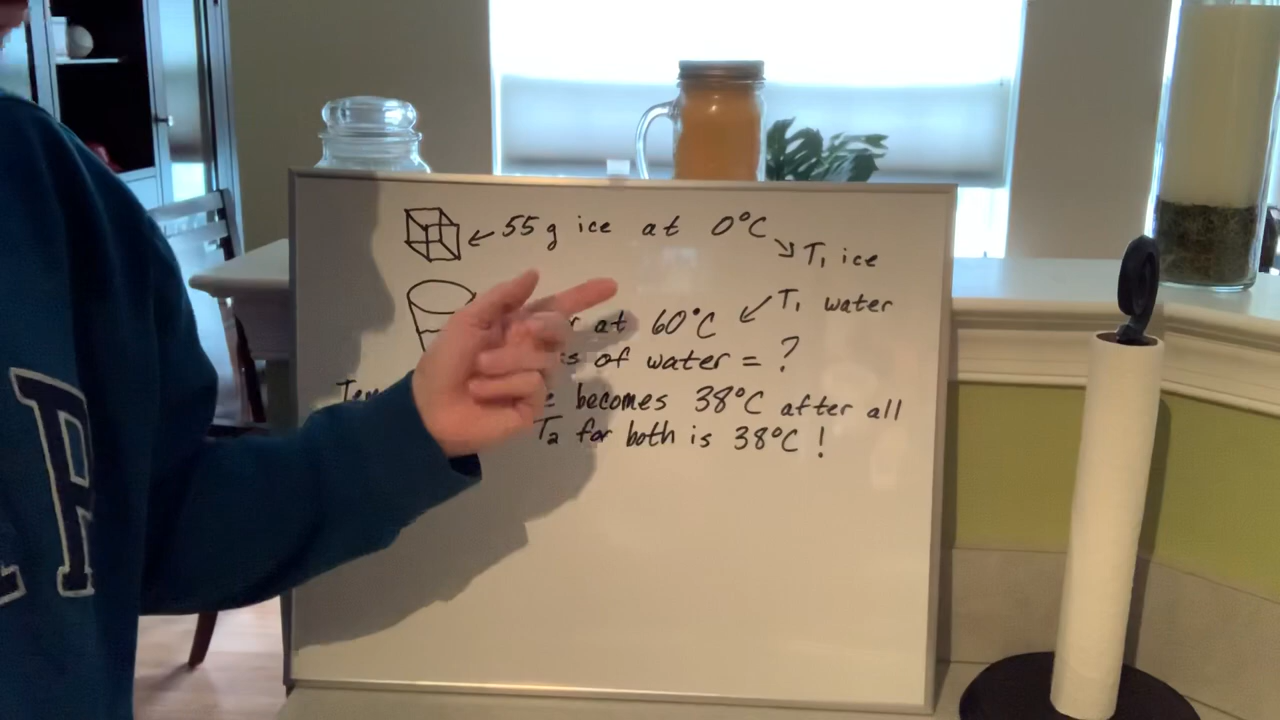 55g ice at 0°C
T₁ ice
T₁ water
at 60°C
of water = ?
becomes 38°C after all
T₂ for both is 38°C !